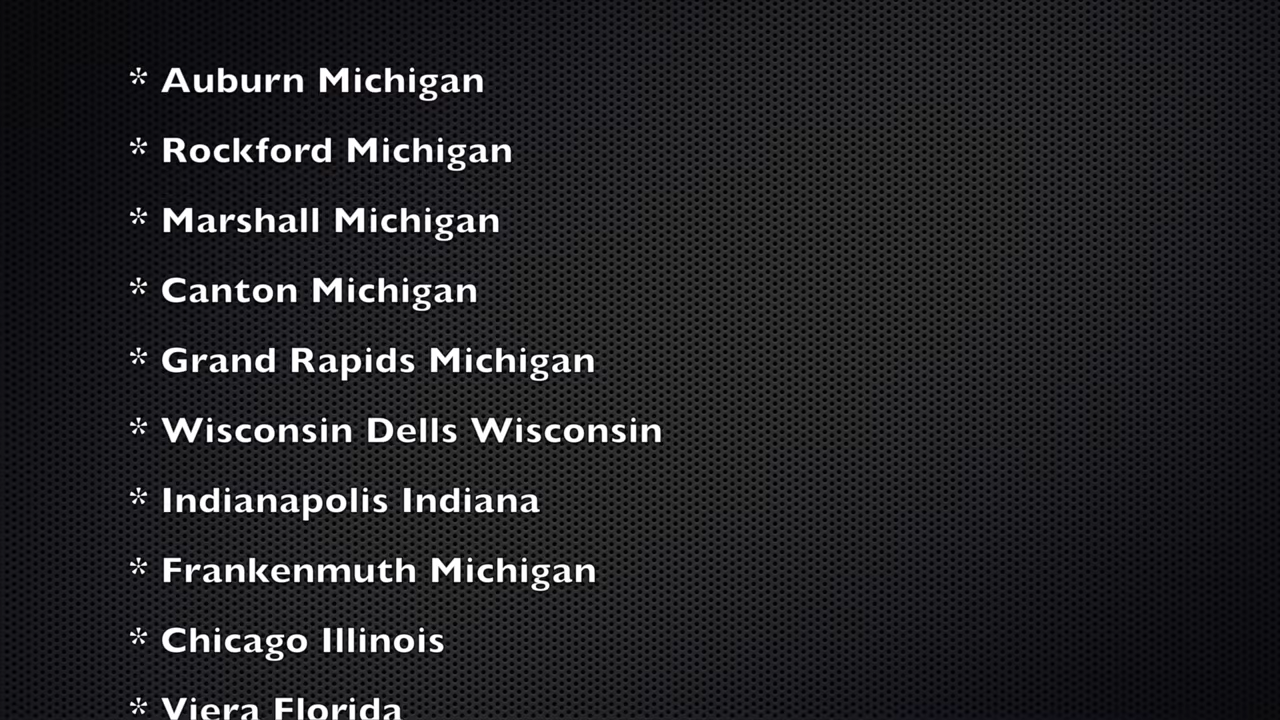 * Auburn Michigan
* Rockford Michigan
* Marshall Michigan
* Canton Michigan
* Grand Rapids Michigan
* Wisconsin Dells Wisconsin
* Indianapolis Indiana
* Frankenmuth Michigan
* Chicago Illinois
* Viera Florida